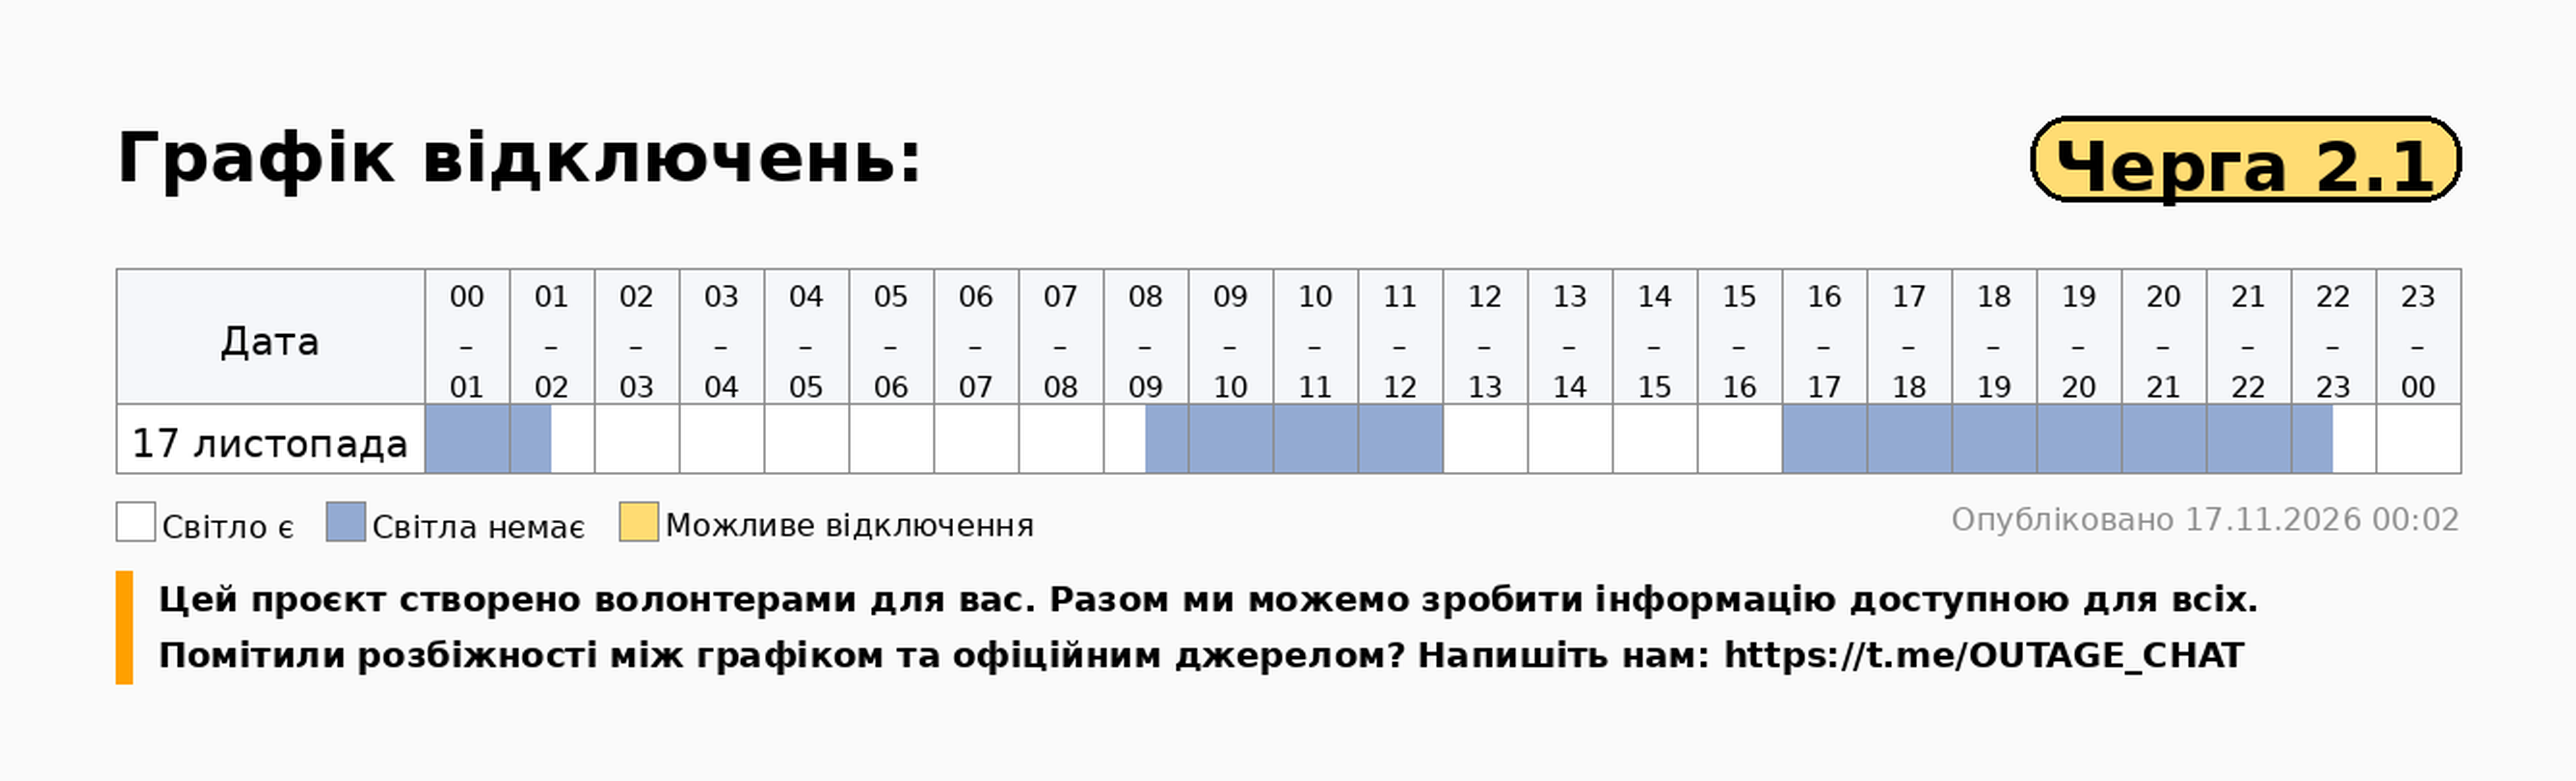 Графік відключень:
Черга 2.1
Дата
00 – 01
01 – 02
02 – 03
03 – 04
04 – 05
05 – 06
06 – 07
07 – 08
08 – 09
09 – 10
10 – 11
11 – 12
12 – 13
13 – 14
14 – 15
15 – 16
16 – 17
17 – 18
18 – 19
19 – 20
20 – 21
21 – 22
22 – 23
23 – 00
17 листопада
Світло є
Світла немає
Можливе відключення
Опубліковано 17.11.2026 00:02
Цей проєкт створено волонтерами для вас. Разом ми можемо зробити інформацію доступною для всіх.
Помітили розбіжності між графіком та офіційним джерелом? Напишіть нам: https://t.me/OUTAGE_CHAT